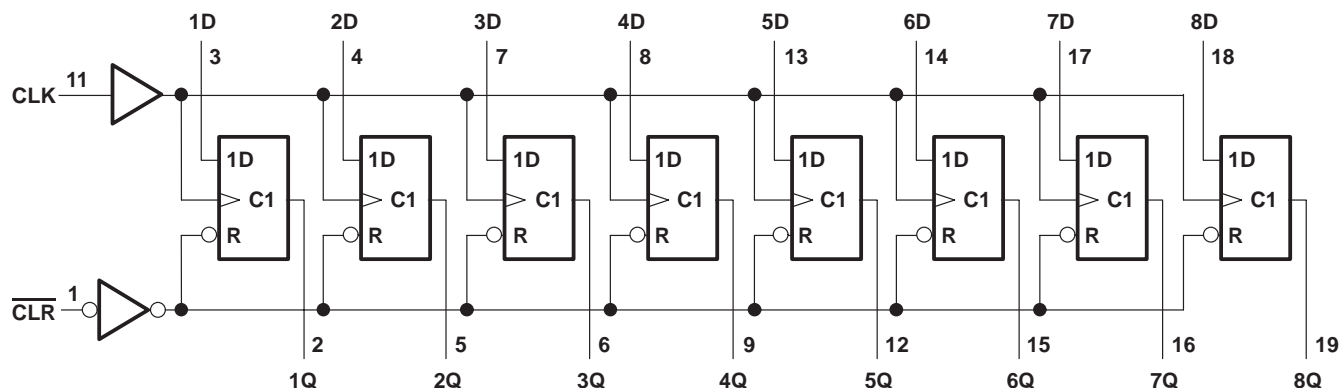 1D 2D 3D 4D 5D 6D 7D 8D
3 4 7 8 13 14 17 18
CLK 11
1D 1D 1D 1D 1D 1D 1D 1D
C1 C1 C1 C1 C1 C1 C1 C1
R R R R R R R R
C̅L̅R̅ 1
2 5 6 9 12 15 16 19
1Q 2Q 3Q 4Q 5Q 6Q 7Q 8Q